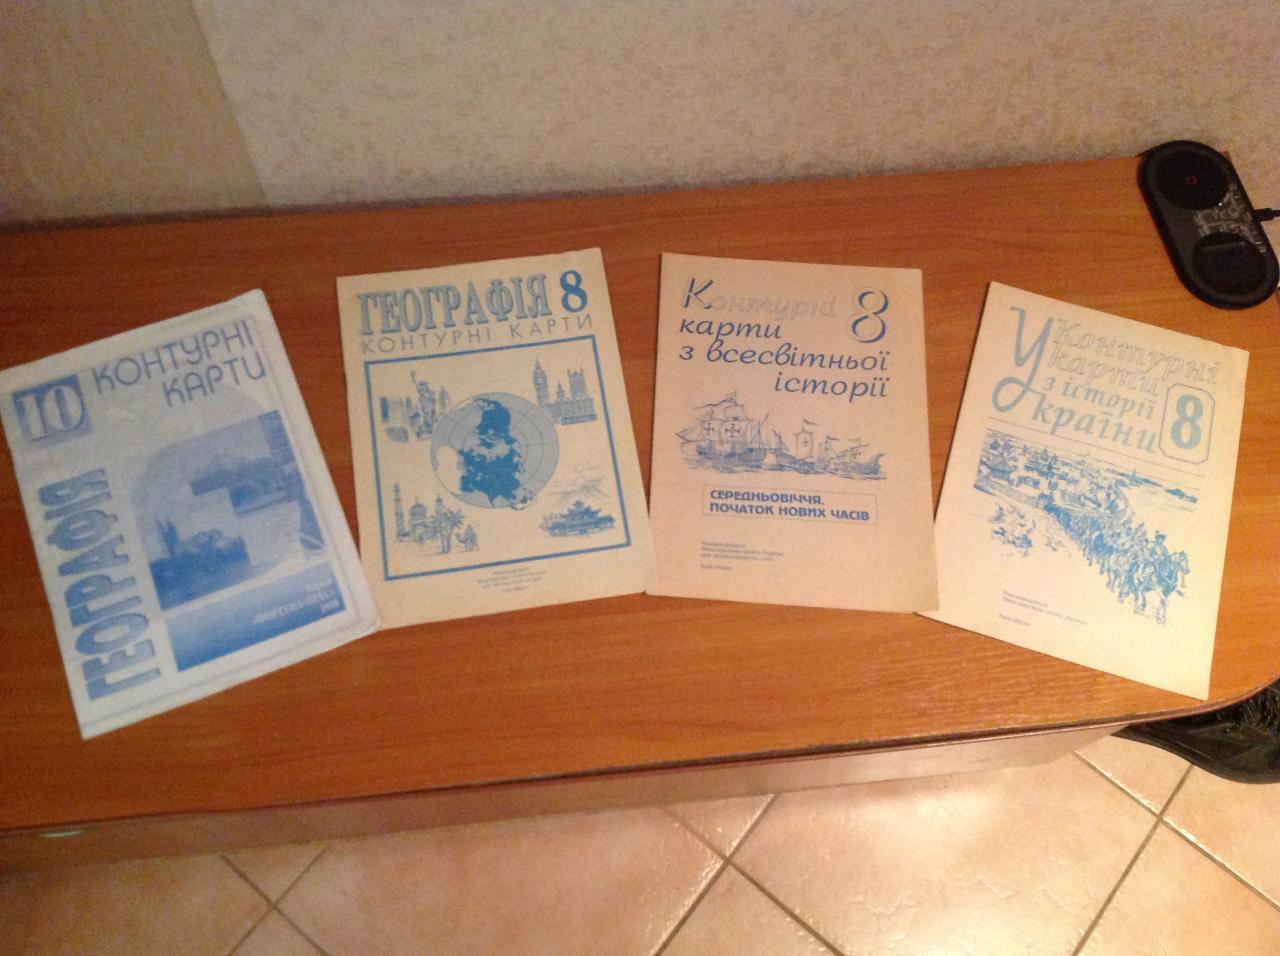 10
КОНТУРНІ
КАРТИ
ГЕОГРАФІЯ
ГЕОГРАФІЯ 8
КОНТУРНІ КАРТИ
Контурні 8
карти
з всесвітньої
історії
СЕРЕДНЬОВІЧЧЯ.
ПОЧАТОК НОВИХ ЧАСІВ
Контурні
карти
з історії
України
8